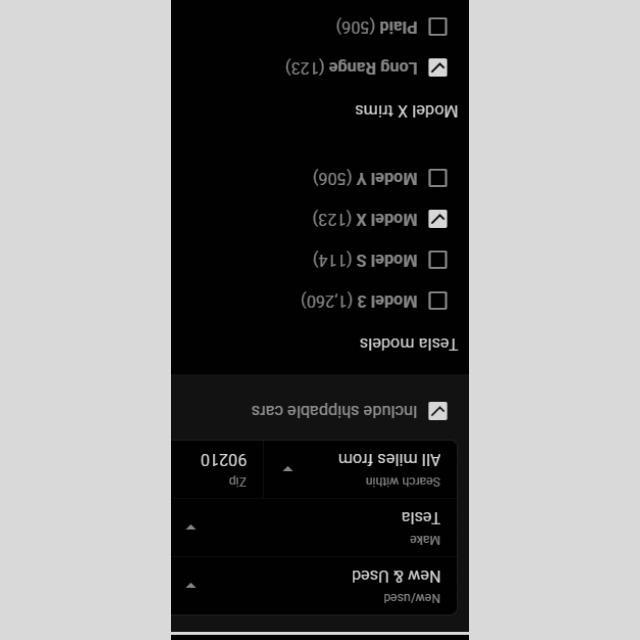 New/used
New & Used
Make
Tesla
Search within
All miles from
Zip
90210
Include shippable cars
Tesla models
Model 3 (1,260)
Model S (114)
Model X (123)
Model Y (506)
Model X trims
Long Range (123)
Plaid (506)